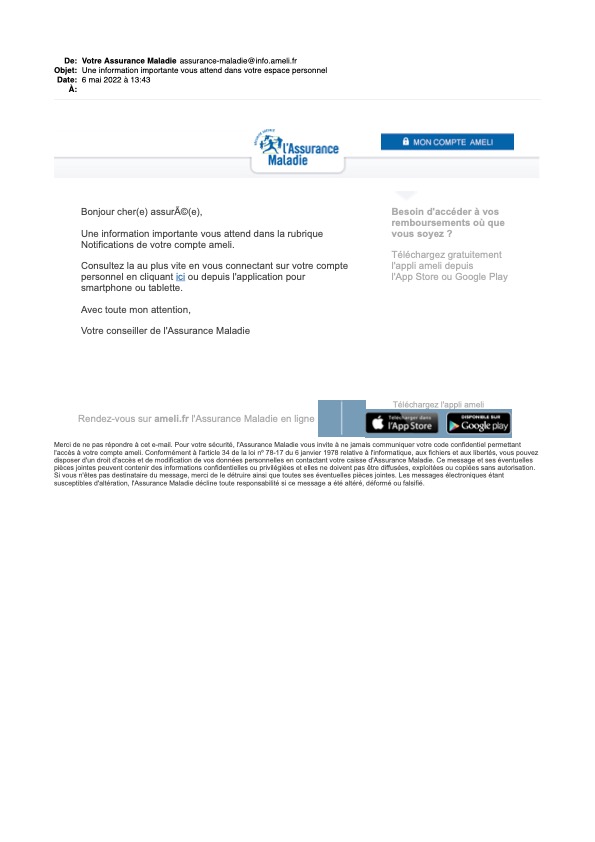 De: Votre Assurance Maladie assurance-maladie@info.ameli.fr
Objet: Une information importante vous attend dans votre espace personnel
Date: 6 mai 2022 à 13:43
À:
l'Assurance
Maladie
MON COMPTE AMELI
Bonjour cher(e) assurÃ©(e),
Une information importante vous attend dans la rubrique
Notifications de votre compte ameli.
Consultez la au plus vite en vous connectant sur votre compte
personnel en cliquant ici ou depuis l'application pour
smartphone ou tablette.
Avec toute mon attention,
Votre conseiller de l'Assurance Maladie
Besoin d'accéder à vos
remboursements où que
vous soyez ?
Téléchargez gratuitement
l'appli ameli depuis
l'App Store ou Google Play
Rendez-vous sur ameli.fr l'Assurance Maladie en ligne
Téléchargez l'appli ameli
Télécharger dans
l'App Store
DISPONIBLE SUR
Google play
Merci de ne pas répondre à cet e-mail. Pour votre sécurité, l'Assurance Maladie vous invite à ne jamais communiquer votre code confidentiel permettant
l'accès à votre compte ameli. Conformément à l'article 34 de la loi nº 78-17 du 6 janvier 1978 relative à l'informatique, aux fichiers et aux libertés, vous pouvez
disposer d'un droit d'accès et de modification de vos données personnelles en contactant votre caisse d'Assurance Maladie. Ce message et ses éventuelles
pièces jointes peuvent contenir des informations confidentielles ou privilégiées et elles ne doivent pas être diffusées, exploitées ou copiées sans autorisation.
Si vous n'êtes pas destinataire du message, merci de le détruire ainsi que toutes ses éventuelles pièces jointes. Les messages électroniques étant
susceptibles d'altération, l'Assurance Maladie décline toute responsabilité si ce message a été altéré, déformé ou falsifié.